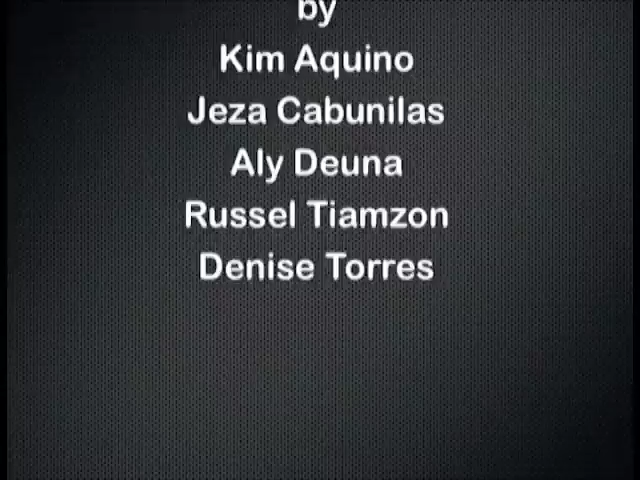 by
Kim Aquino
Jeza Cabunilas
Aly Deuna
Russel Tiamzon
Denise Torres